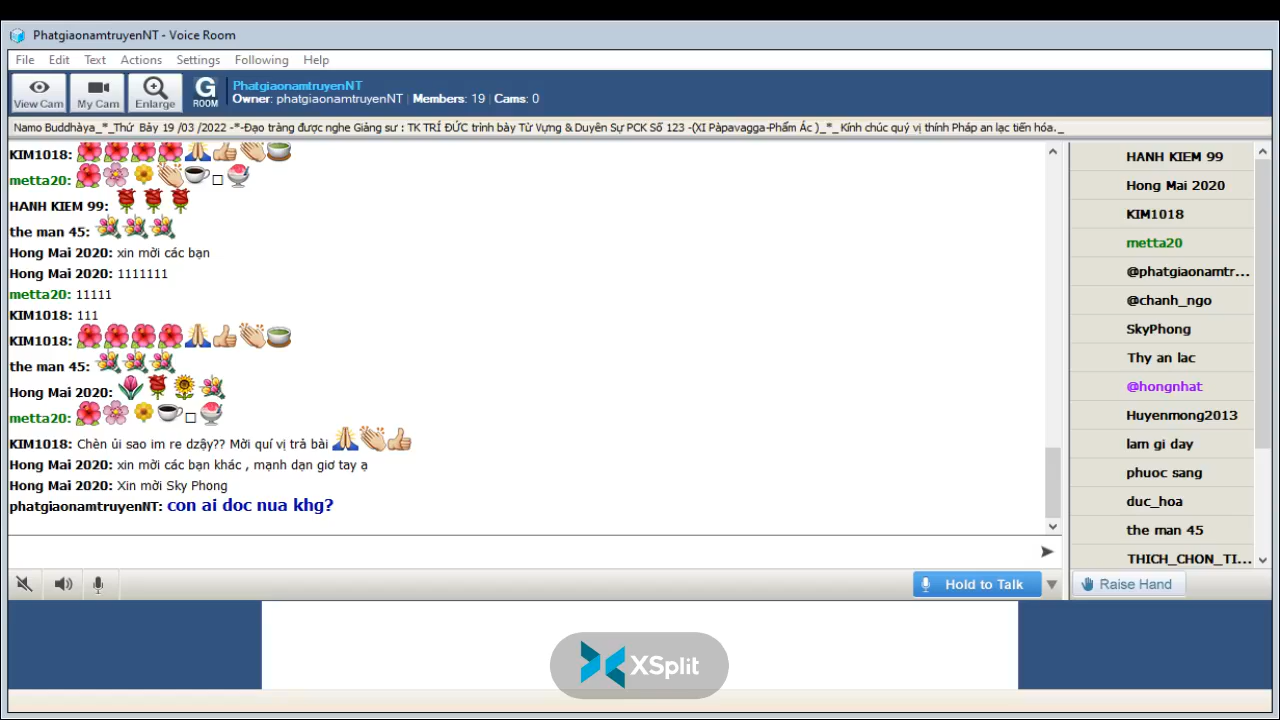 PhatgiaonamtruyenNT - Voice Room
File Edit Text Actions Settings Following Help
View Cam My Cam Enlarge G ROOM
PhatgiaonamtruyenNT
Owner: phatgiaonamtruyenNT | Members: 19 | Cams: 0
Namo Buddhàya_*_Thứ Bảy 19 /03 /2022 -*-Đạo tràng được nghe Giảng sư : TK TRÍ ĐỨC trình bày Từ Vựng & Duyên Sự PCK Số 123 -(XI Pàpavagga-Phẩm Ác )_*_ Kính chúc quý vị thính Pháp an lạc tiến hóa._
KIM1018: 🌺🌺🌺🌺🙏👍👏🍵
metta20: 🌺🌸🌼👏☕□🍧
HANH KIEM 99: 🌹🌹🌹
the man 45: 💐💐💐
Hong Mai 2020: xin mời các bạn
Hong Mai 2020: 1111111
metta20: 11111
KIM1018: 111
KIM1018: 🌺🌺🌺🌺🙏👍👏🍵
the man 45: 💐💐💐
Hong Mai 2020: 🌷🌹🌻💐
metta20: 🌺🌸🌼☕□🍧
KIM1018: Chèn ủi sao im re dzậy?? Mời quí vị trả bài 🙏👏👍
Hong Mai 2020: xin mời các bạn khác , mạnh dạn giơ tay ạ
Hong Mai 2020: Xin mời Sky Phong
phatgiaonamtruyenNT: con ai doc nua khg?
HANH KIEM 99
Hong Mai 2020
KIM1018
metta20
@phatgiaonamtr...
@chanh_ngo
SkyPhong
Thy an lac
@hongnhat
Huyenmong2013
lam gi day
phuoc sang
duc_hoa
the man 45
THICH_CHON_TI...
Hold to Talk
Raise Hand
XSplit